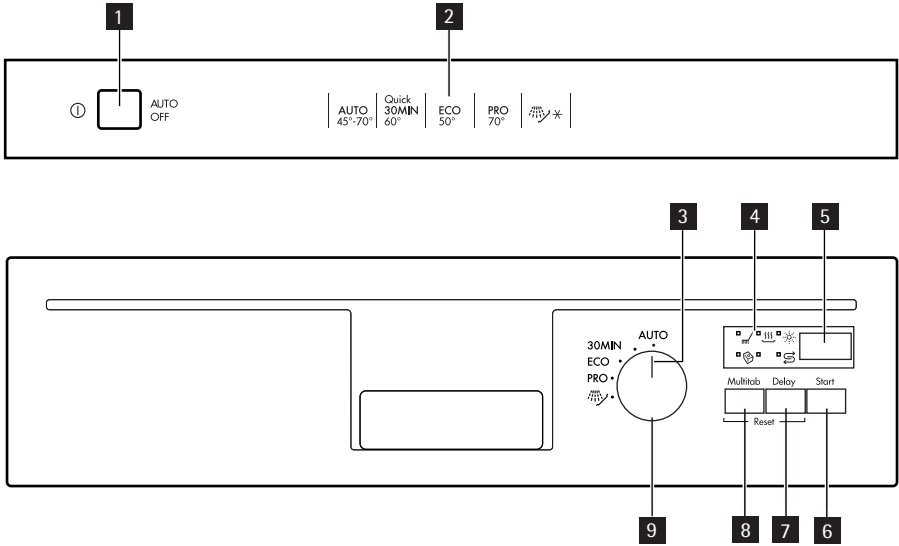 1
2
AUTO
OFF
AUTO
45°-70°
Quick
30MIN
60°
ECO
50°
PRO
70°
3
4
5
AUTO
30MIN
ECO
PRO
Multitab Delay Start
Reset
9
8
7
6